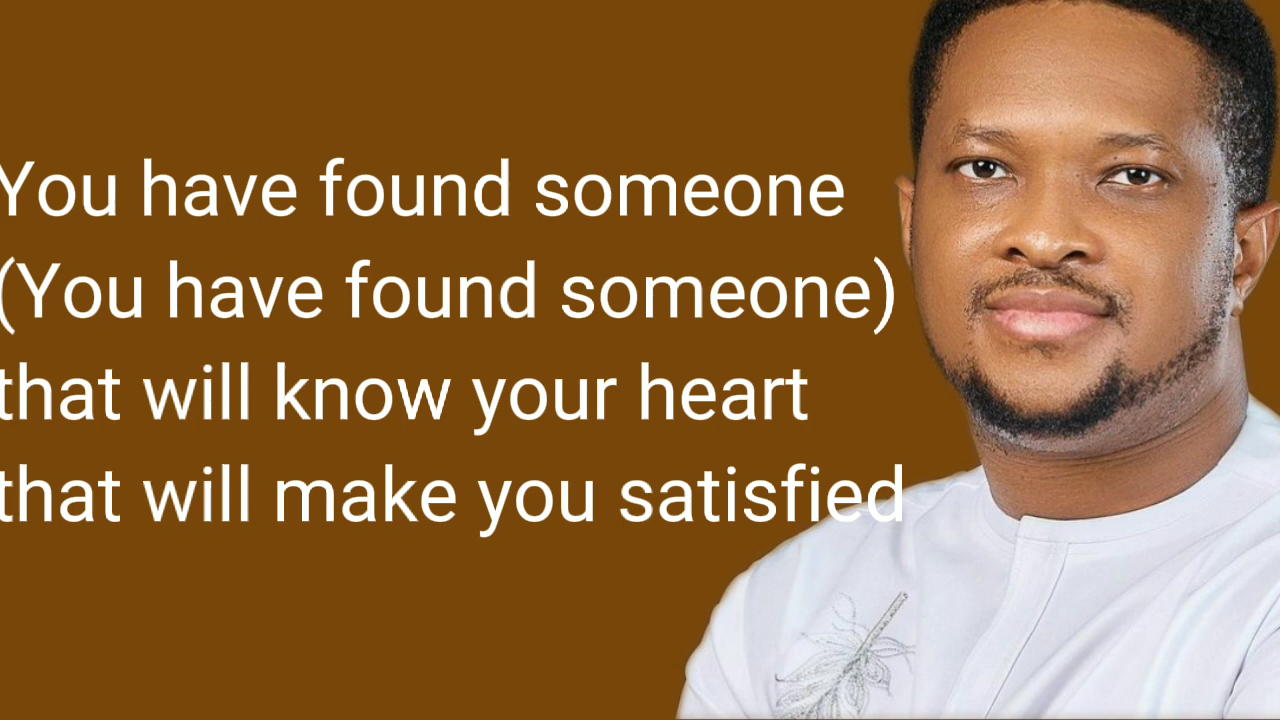 You have found someone
(You have found someone)
that will know your heart
that will make you satisfied